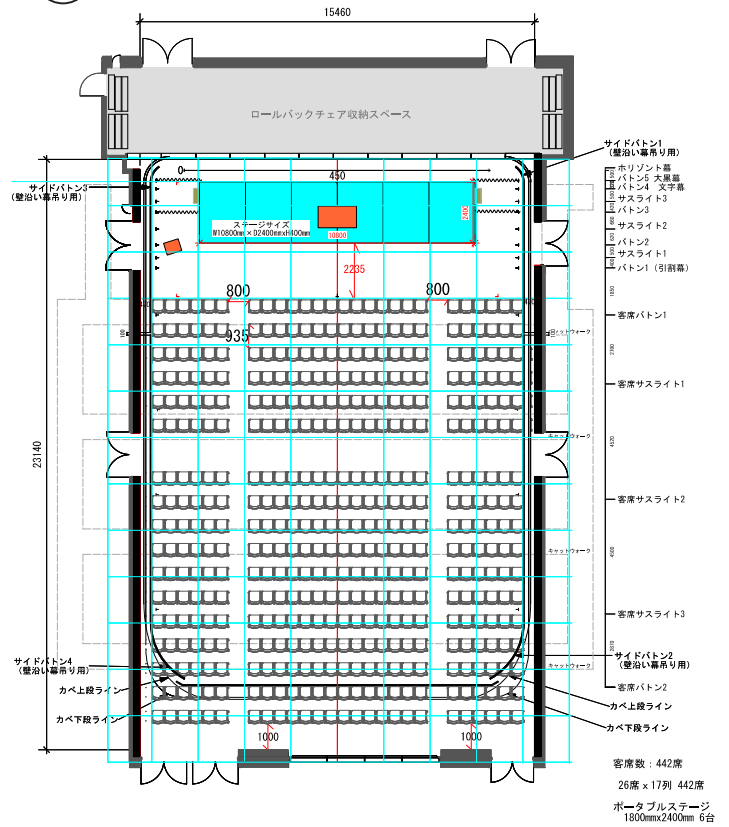 15460
ロールバックチェア収納スペース
サイドバトン1
(壁沿い幕吊り用)
0
450
ホリゾント幕
バトン5 大黒幕
バトン4 文字幕
サスライト3
バトン3
サスライト2
バトン2
サスライト1
バトン1 (引割幕)
サイドバトン3
(壁沿い幕吊り用)
ステージサイズ
W10800mm×D2400mmxH400mm
10800
2400
2235
800
800
935
客席バトン1
キャットウォーク
客席サスライト1
キャットウォーク
23140
客席サスライト2
キャットウォーク
客席サスライト3
サイドバトン4
(壁沿い幕吊り用)
サイドバトン2
(壁沿い幕吊り用)
キャットウォーク
カベ上段ライン
客席バトン2
カベ上段ライン
カベ下段ライン
カベ下段ライン
1000
1000
客席数：442席
26席 x 17列 442席
ポータブルステージ
1800mmx2400mm 6台